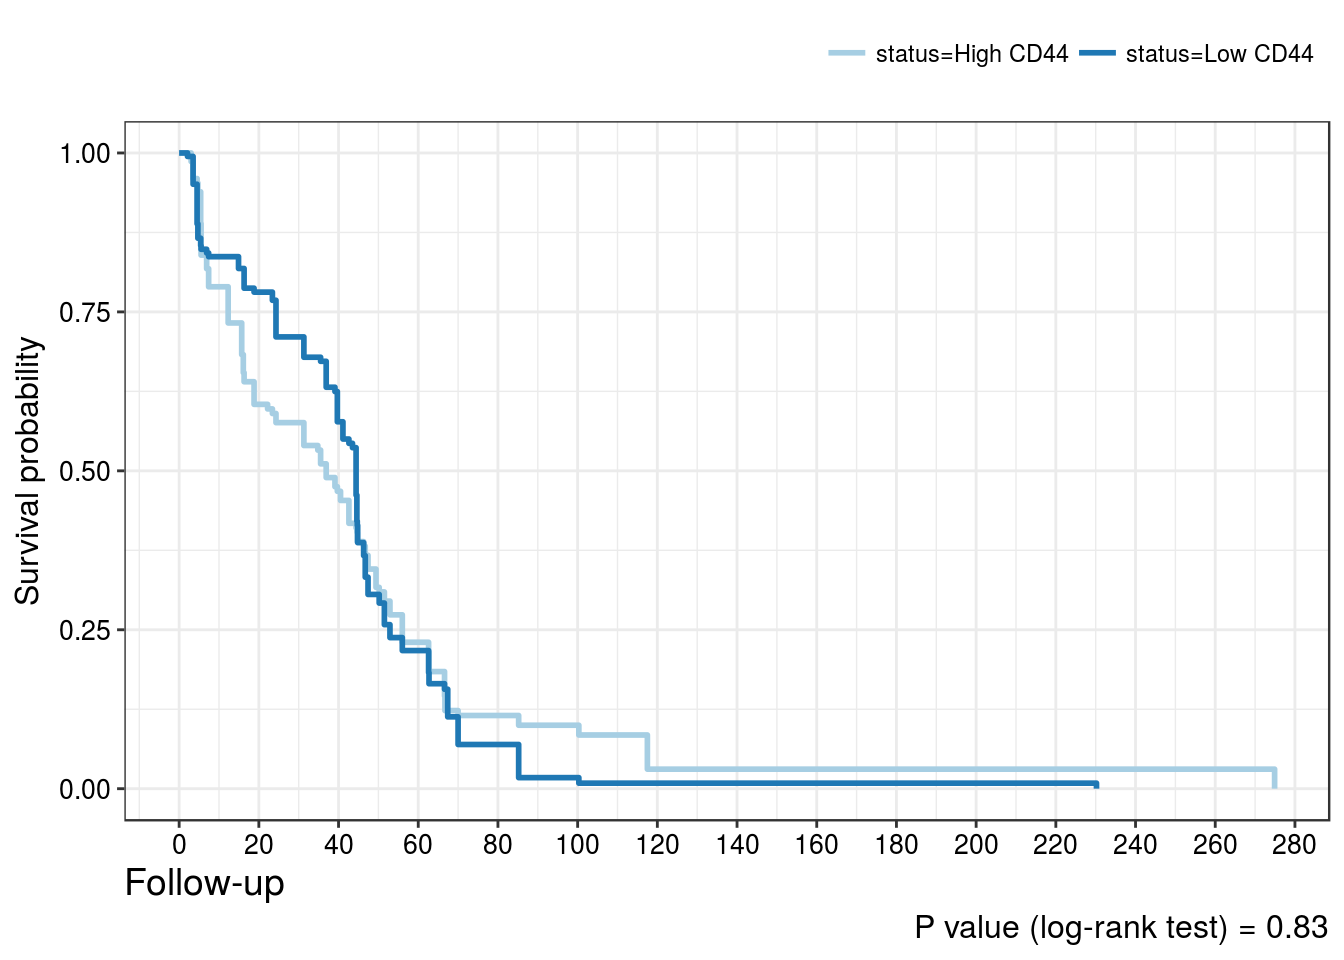 status=High CD44 status=Low CD44
Survival probability
1.00
0.75
0.50
0.25
0.00
0 20 40 60 80 100 120 140 160 180 200 220 240 260 280
Follow-up
P value (log-rank test) = 0.83